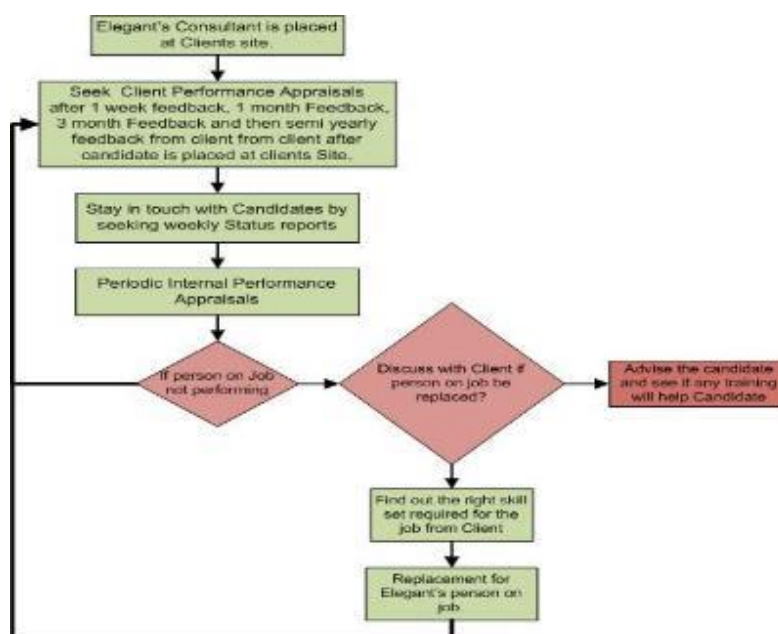 Elegant's Consultant is placed
at Clients site.
Seek Client Performance Appraisals
after 1 week feedback, 1 month Feedback,
3 month Feedback and then semi yearly
feedback from client from client after
candidate is placed at clients Site.
Stay in touch with Candidates by
seeking weekly Status reports
Periodic Internal Performance
Appraisals
If person on Job
not performing
Discuss with Client if
person on job be
replaced?
Advise the candidate
and see if any training
will help Candidate
Find out the right skill
set required for the
job from Client
Replacement for
Elegant's person on
job